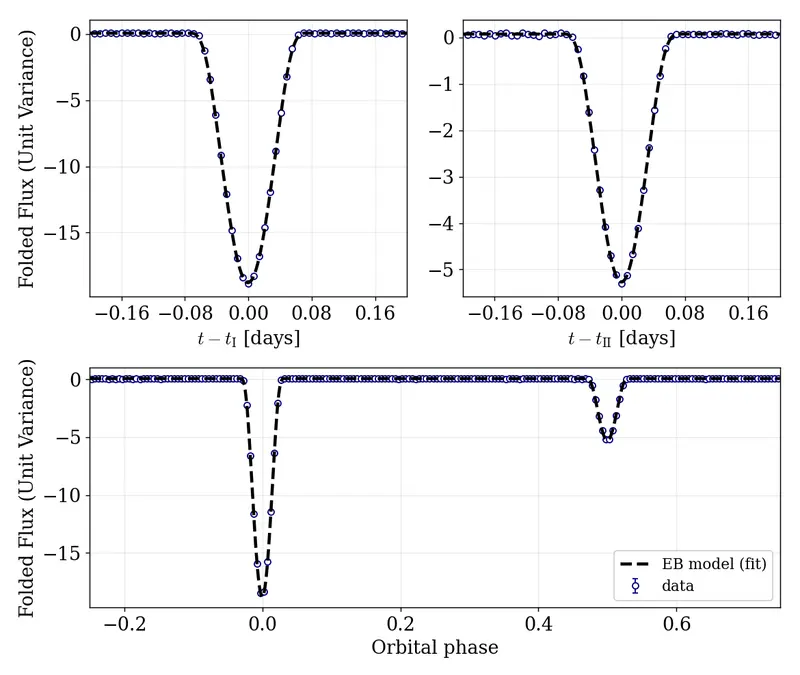 Folded Flux (Unit Variance)
0
−5
−10
−15
−0.16 −0.08 0.00 0.08 0.16
t − t_I [days]
0
−1
−2
−3
−4
−5
−0.16 −0.08 0.00 0.08 0.16
t − t_II [days]
Folded Flux (Unit Variance)
0
−5
−10
−15
−0.2 0.0 0.2 0.4 0.6
Orbital phase
EB model (fit)
data